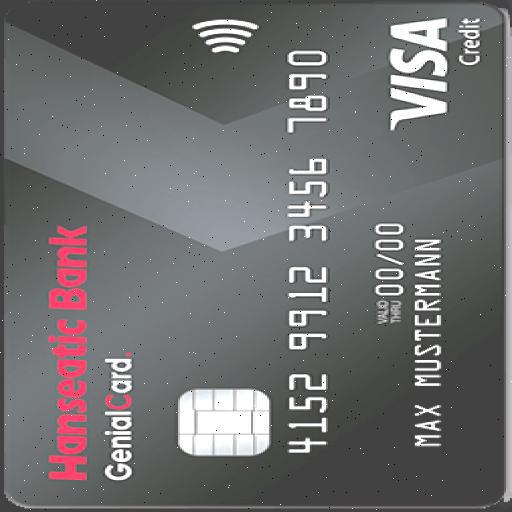 Hanseatic Bank
GenialCard.
4152 9912 3456 7890
VALID THRU 00/00
MAX MUSTERMANN
VISA
Credit